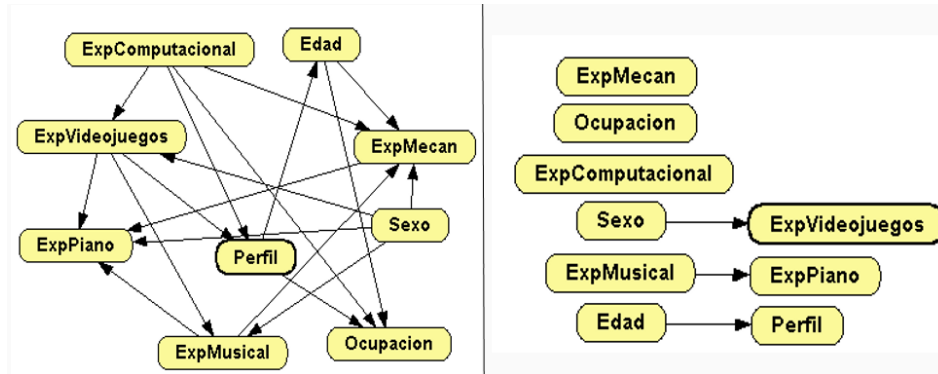 ExpComputacional
Edad
ExpVideojuegos
ExpMecan
Sexo
ExpPiano
Perfil
ExpMusical
Ocupacion
ExpMecan
Ocupacion
ExpComputacional
Sexo
ExpVideojuegos
ExpMusical
ExpPiano
Edad
Perfil